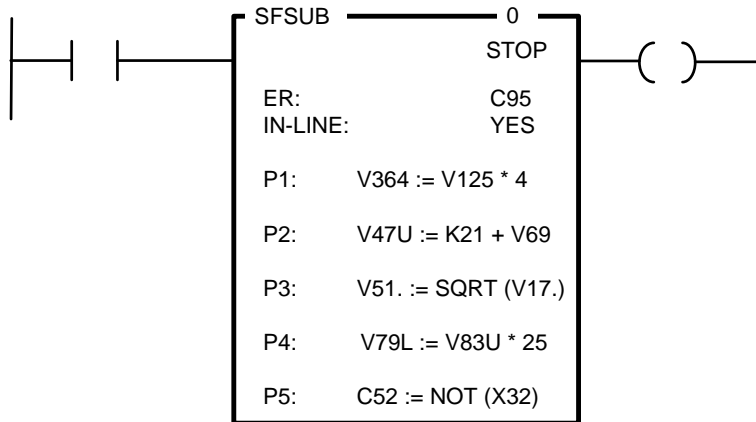 SFSUB 0
STOP
ER: C95
IN-LINE: YES
P1: V364 := V125 * 4
P2: V47U := K21 + V69
P3: V51. := SQRT (V17.)
P4: V79L := V83U * 25
P5: C52 := NOT (X32)